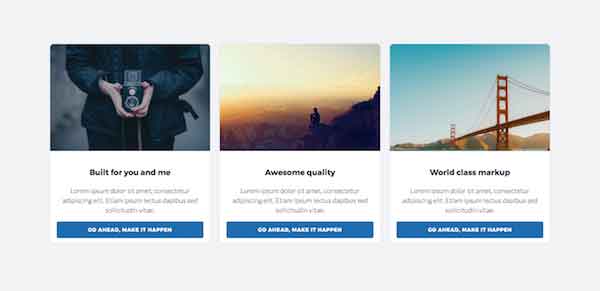 Built for you and me
Lorem ipsum dolor sit amet, consectetur
adipiscing elit. Etiam ipsum lectus dapibus sed
sollicitudin vitae.
GO AHEAD, MAKE IT HAPPEN
Awesome quality
Lorem ipsum dolor sit amet, consectetur
adipiscing elit. Etiam ipsum lectus dapibus sed
sollicitudin vitae.
GO AHEAD, MAKE IT HAPPEN
World class markup
Lorem ipsum dolor sit amet, consectetur
adipiscing elit. Etiam ipsum lectus dapibus sed
sollicitudin vitae.
GO AHEAD, MAKE IT HAPPEN